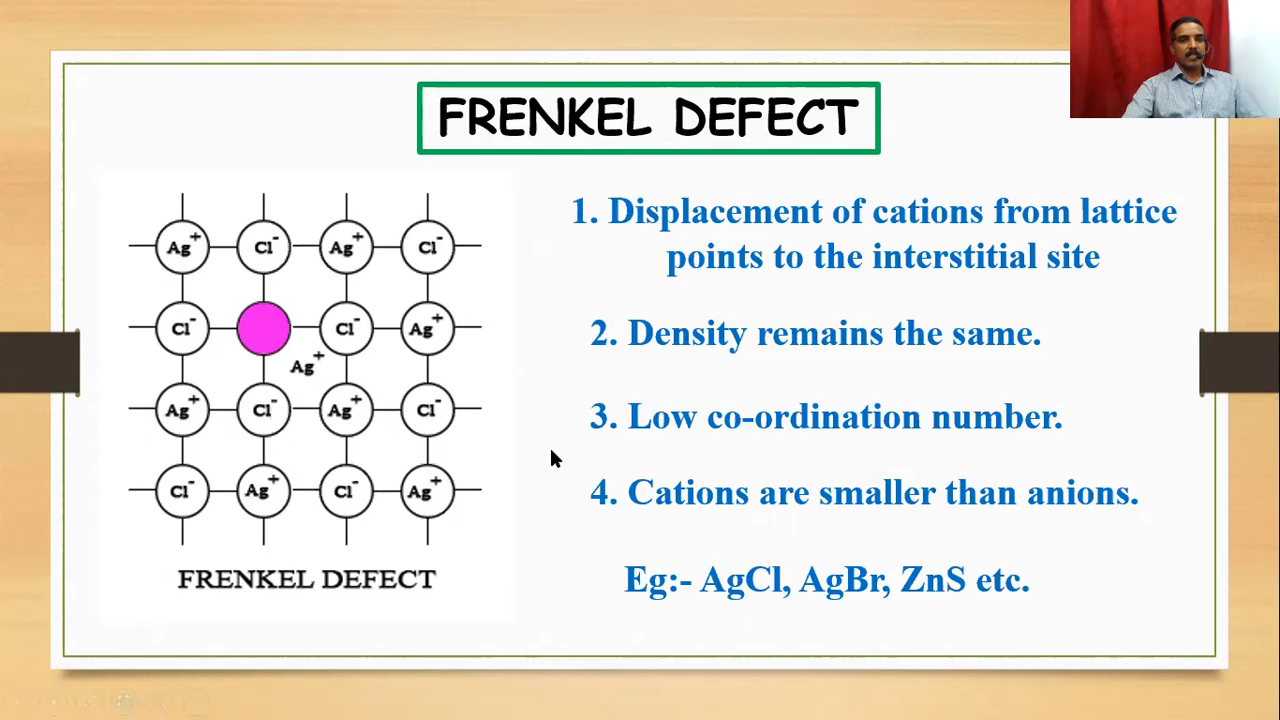 FRENKEL DEFECT
Ag+ Cl- Ag+ Cl-
Cl- Cl- Ag+
Ag+
Ag+ Cl- Ag+ Cl-
Cl- Ag+ Cl- Ag+
FRENKEL DEFECT
1. Displacement of cations from lattice
points to the interstitial site
2. Density remains the same.
3. Low co-ordination number.
4. Cations are smaller than anions.
Eg:- AgCl, AgBr, ZnS etc.